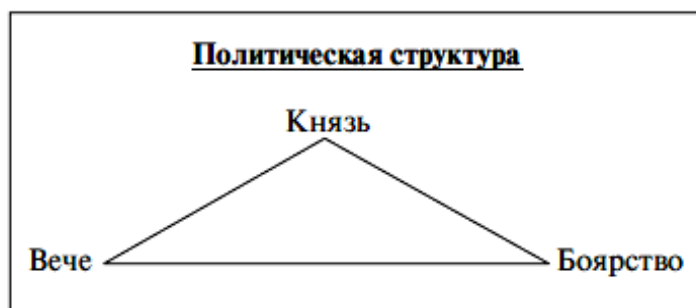 Политическая структура
Князь
Вече
Боярство